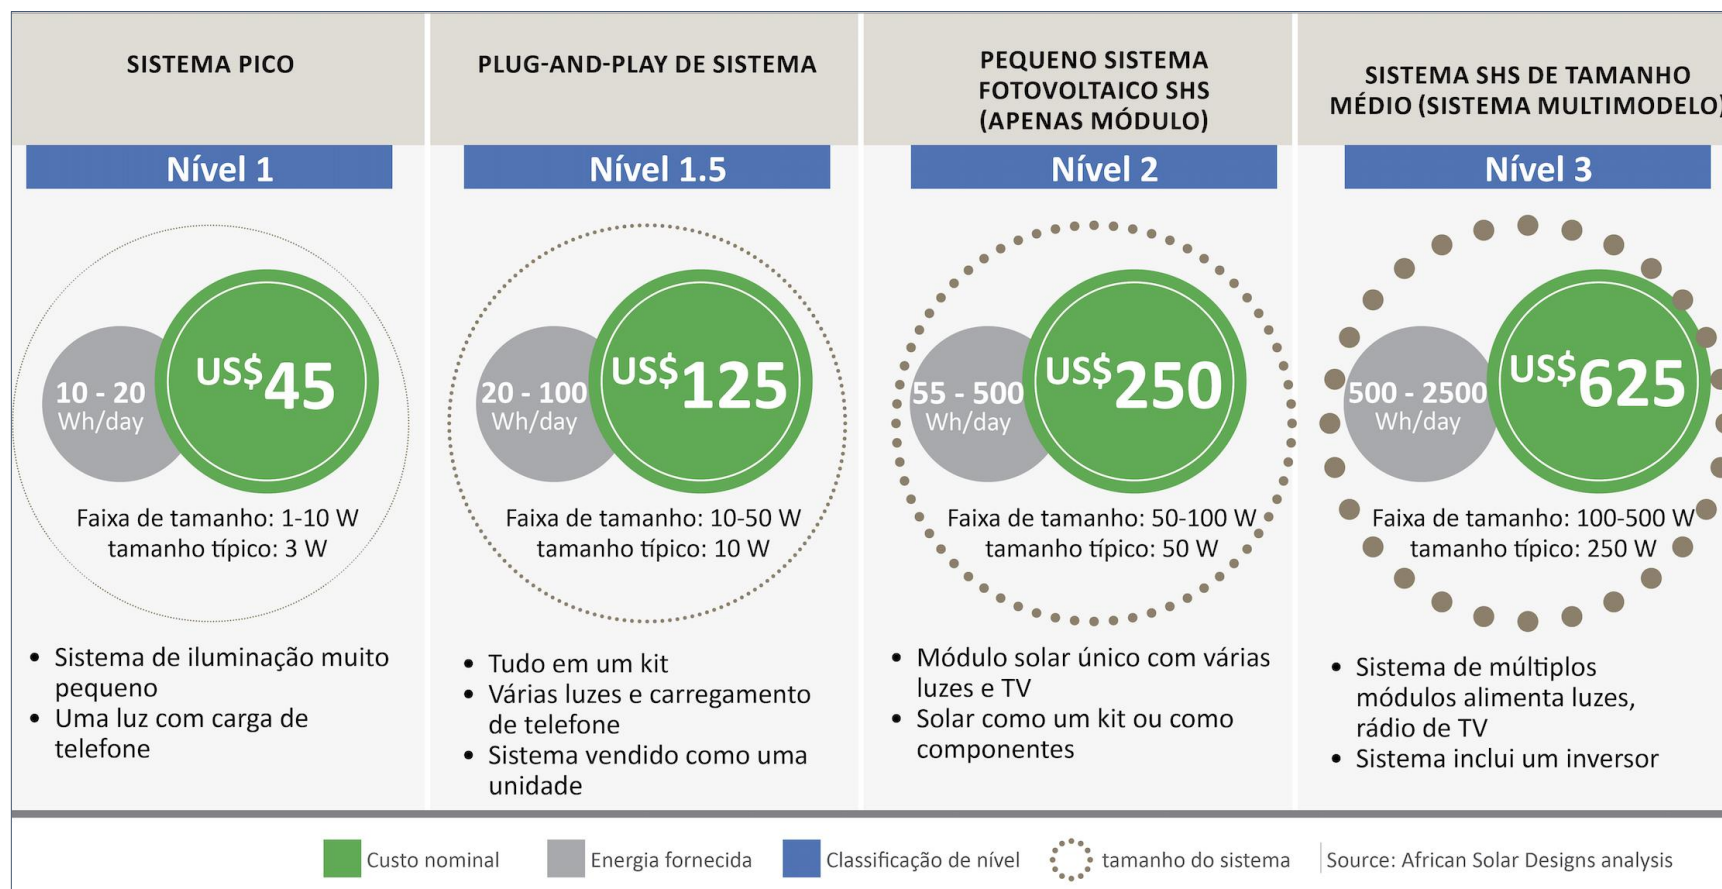 SISTEMA PICO
Nível 1
10 - 20
Wh/day
US$45
Faixa de tamanho: 1-10 W
tamanho típico: 3 W
• Sistema de iluminação muito
pequeno
• Uma luz com carga de
telefone
PLUG-AND-PLAY DE SISTEMA
Nível 1.5
20 - 100
Wh/day
US$125
Faixa de tamanho: 10-50 W
tamanho típico: 10 W
• Tudo em um kit
• Várias luzes e carregamento
de telefone
• Sistema vendido como uma
unidade
PEQUENO SISTEMA
FOTOVOLTAICO SHS
(APENAS MÓDULO)
Nível 2
55 - 500
Wh/day
US$250
Faixa de tamanho: 50-100 W
tamanho típico: 50 W
• Módulo solar único com várias
luzes e TV
• Solar como um kit ou como
componentes
SISTEMA SHS DE TAMANHO
MÉDIO (SISTEMA MULTIMODELO)
Nível 3
500 - 2500
Wh/day
US$625
Faixa de tamanho: 100-500 W
tamanho típico: 250 W
• Sistema de múltiplos
módulos alimenta luzes,
rádio de TV
• Sistema inclui um inversor
Custo nominal
Energia fornecida
Classificação de nível
tamanho do sistema
Source: African Solar Designs analysis